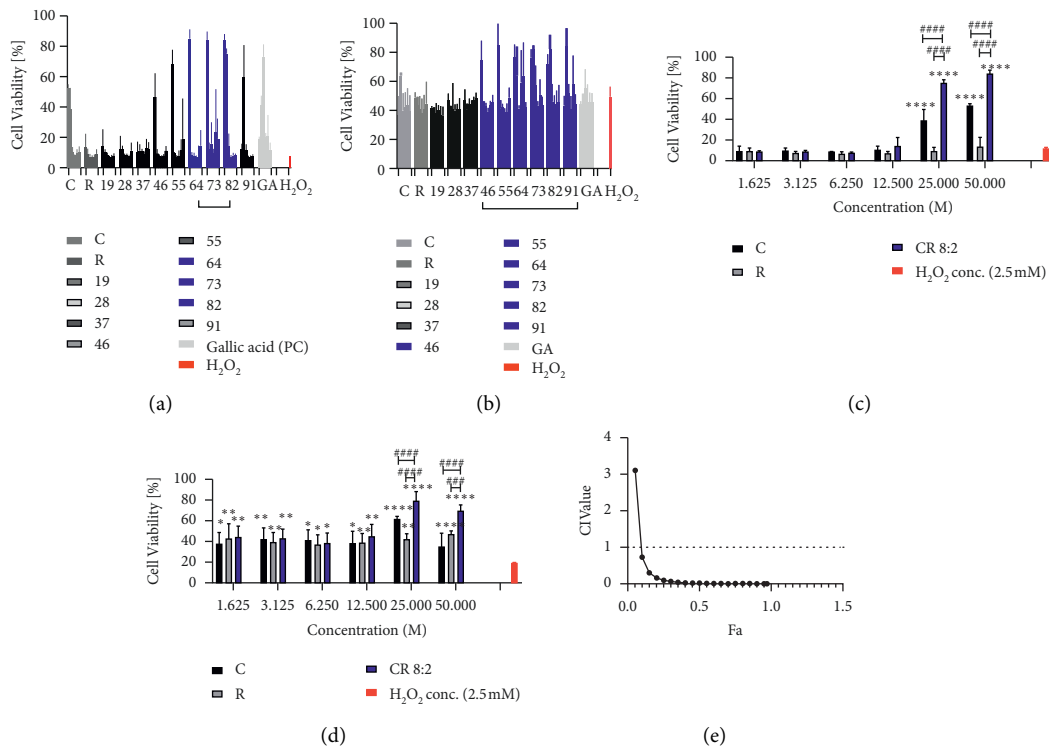 Cell Viability [%]
100
80
60
40
20
0
C R 19 28 37 46 55 64 73 82 91 GA H2O2
C
R
19
28
37
46
55
64
73
82
91
Gallic acid (PC)
H2O2
(a)
Cell Viability [%]
100
80
60
40
20
0
C R 19 28 37 46 55 64 73 82 91 GA H2O2
C
R
19
28
37
46
55
64
73
82
91
GA
H2O2
(b)
Cell Viability [%]
100
80
60
40
20
0
####
####
####
####
****
****
****
****
1.625 3.125 6.250 12.500 25.000 50.000
Concentration (M)
C
R
CR 8:2
H2O2 conc. (2.5 mM)
(c)
Cell Viability [%]
100
80
60
40
20
0
####
####
####
###
****
****
****
**
****
* ** **
** ** **
* * *
* ** **
1.625 3.125 6.250 12.500 25.000 50.000
Concentration (M)
C
R
CR 8:2
H2O2 conc. (2.5 mM)
(d)
CI Value
4
3
2
1
0
0.0 0.5 1.0 1.5
Fa
(e)